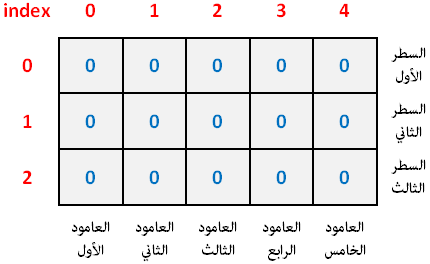 index 0 1 2 3 4
0 0 0 0 0 0 السطر
الأول
1 0 0 0 0 0 السطر
الثاني
2 0 0 0 0 0 السطر
الثالث
العامود العامود العامود العامود العامود
الأول الثاني الثالث الرابع الخامس